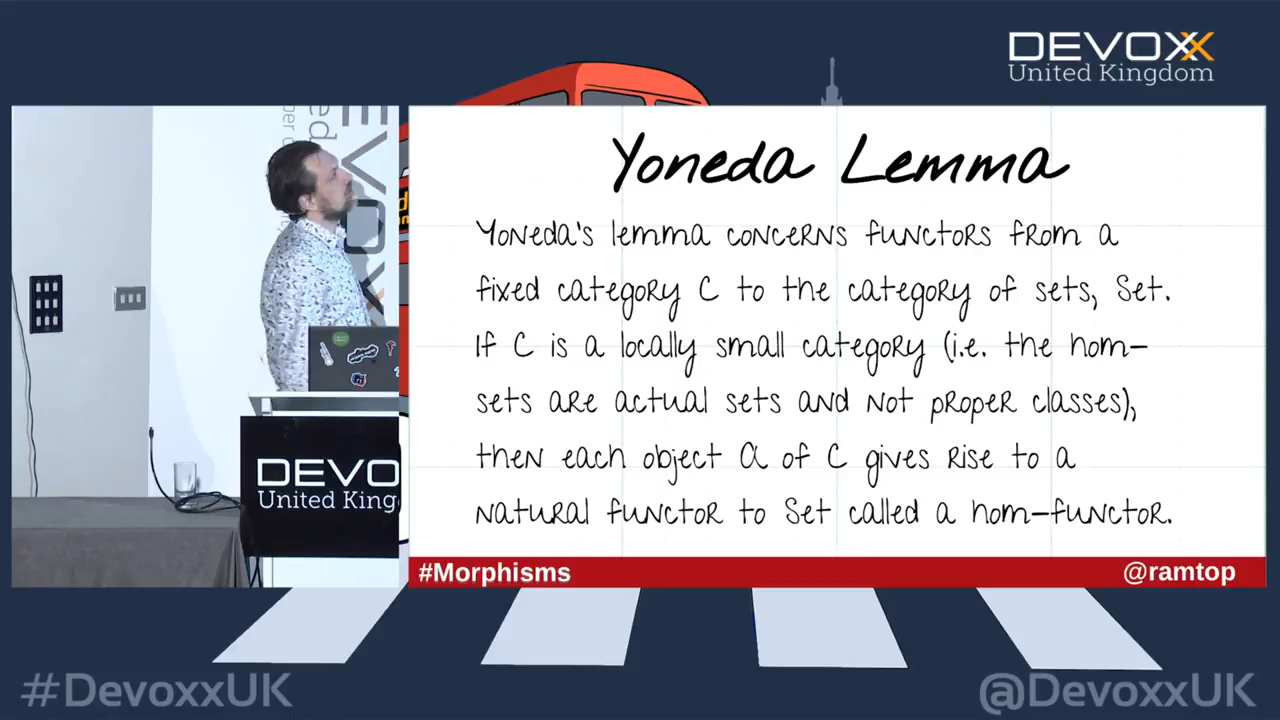 DEVOXX
United Kingdom
Yoneda Lemma
Yoneda's lemma concerns functors from a
fixed category C to the category of sets, Set.
If C is a locally small category (i.e. the hom-
sets are actual sets and not proper classes),
then each object A of C gives rise to a
natural functor to Set called a hom-functor.
#Morphisms
@ramtop
DEVO
United King
#DevoxxUK
@DevoxxUK